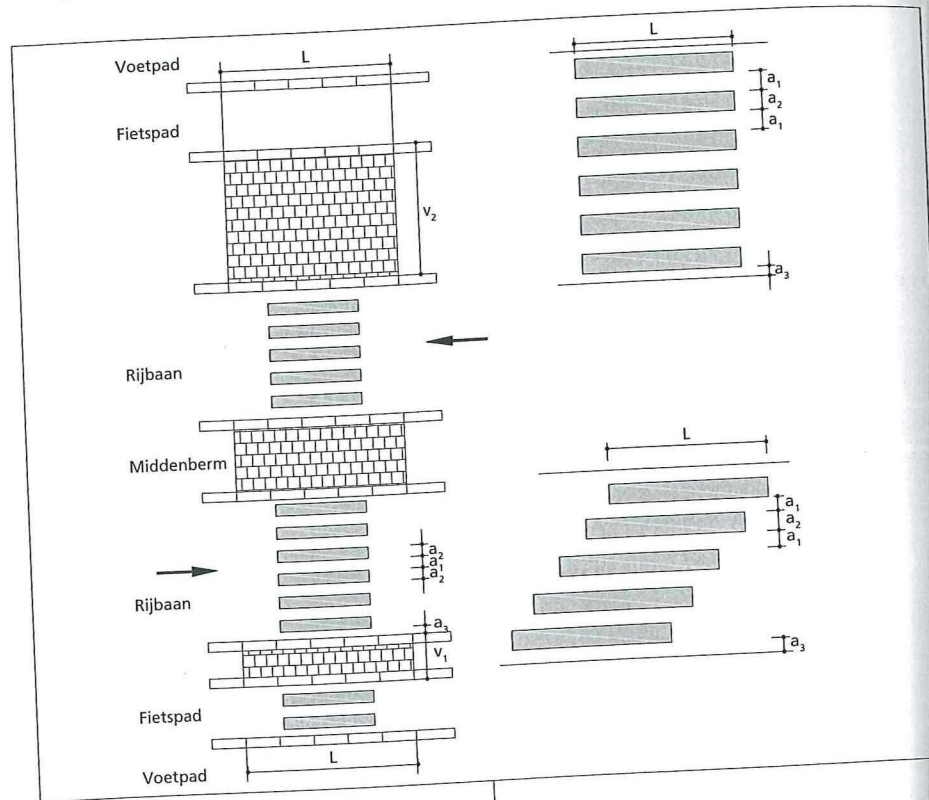 Voetpad
L
Fietspad
v₂
Rijbaan
Middenberm
a₂
a₁
a₂
Rijbaan
a₃
v₁
Fietspad
L
Voetpad
L
a₁
a₂
a₁
a₃
L
a₁
a₂
a₁
a₃